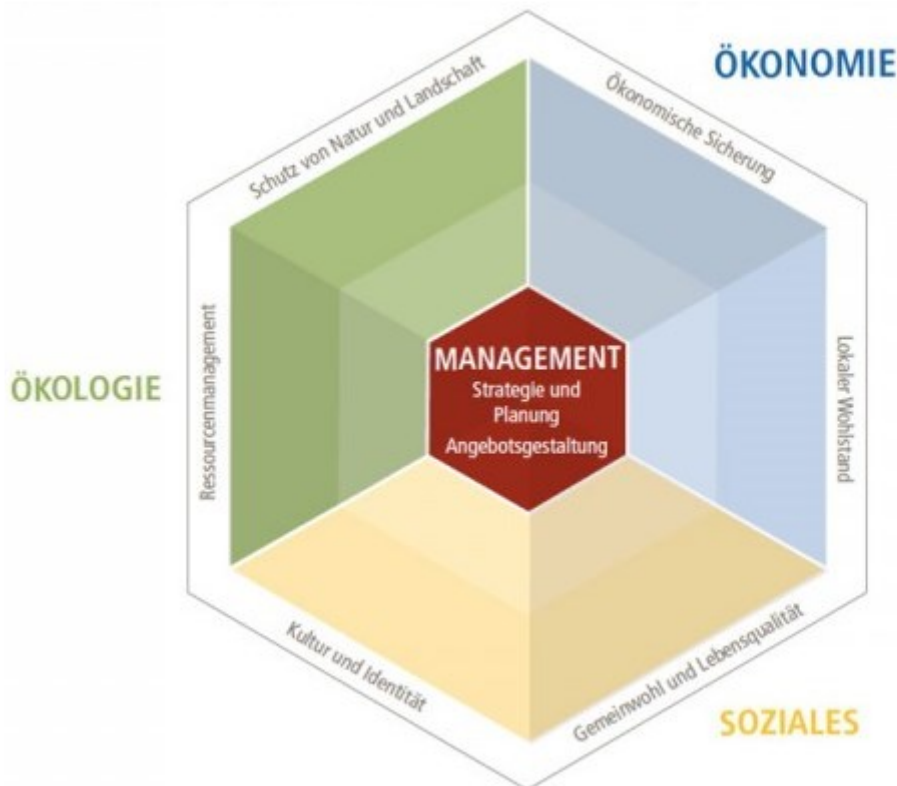 ÖKONOMIE
Schutz von Natur und Landschaft
Ökonomische Sicherung
ÖKOLOGIE
Ressourcenmanagement
MANAGEMENT
Strategie und
Planung
Angebotsgestaltung
Lokaler Wohlstand
Kultur und Identität
Gemeinwohl und Lebensqualität
SOZIALES